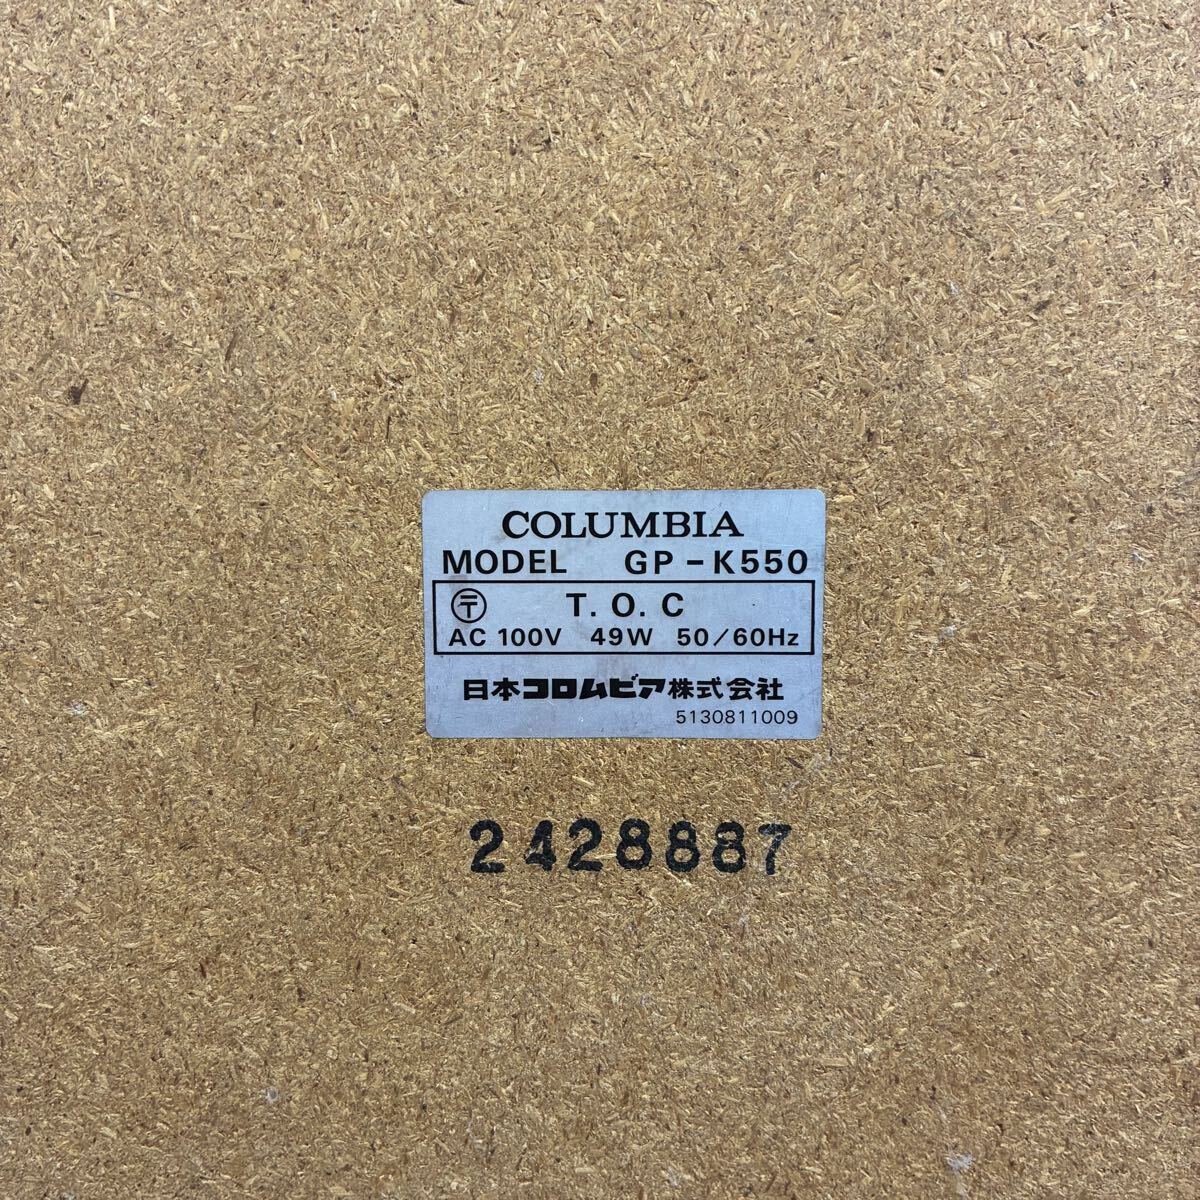 COLUMBIA
MODEL GP-K550
〶 T.O.C
AC 100V 49W 50/60Hz
日本コロムビア株式会社
5130811009
2428887